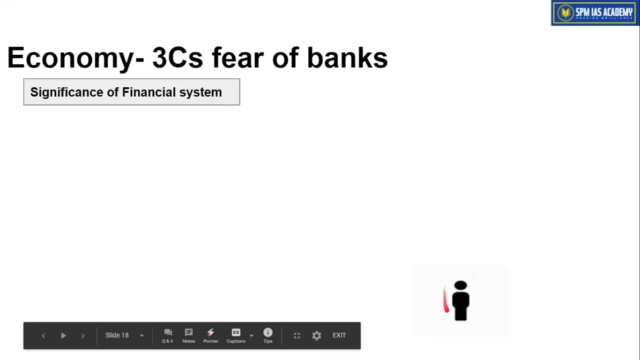 SPM IAS ACADEMY
Economy- 3Cs fear of banks
Significance of Financial system
Slide 18
Q & A
Notes
Pointer
Captions
Tips
EXIT